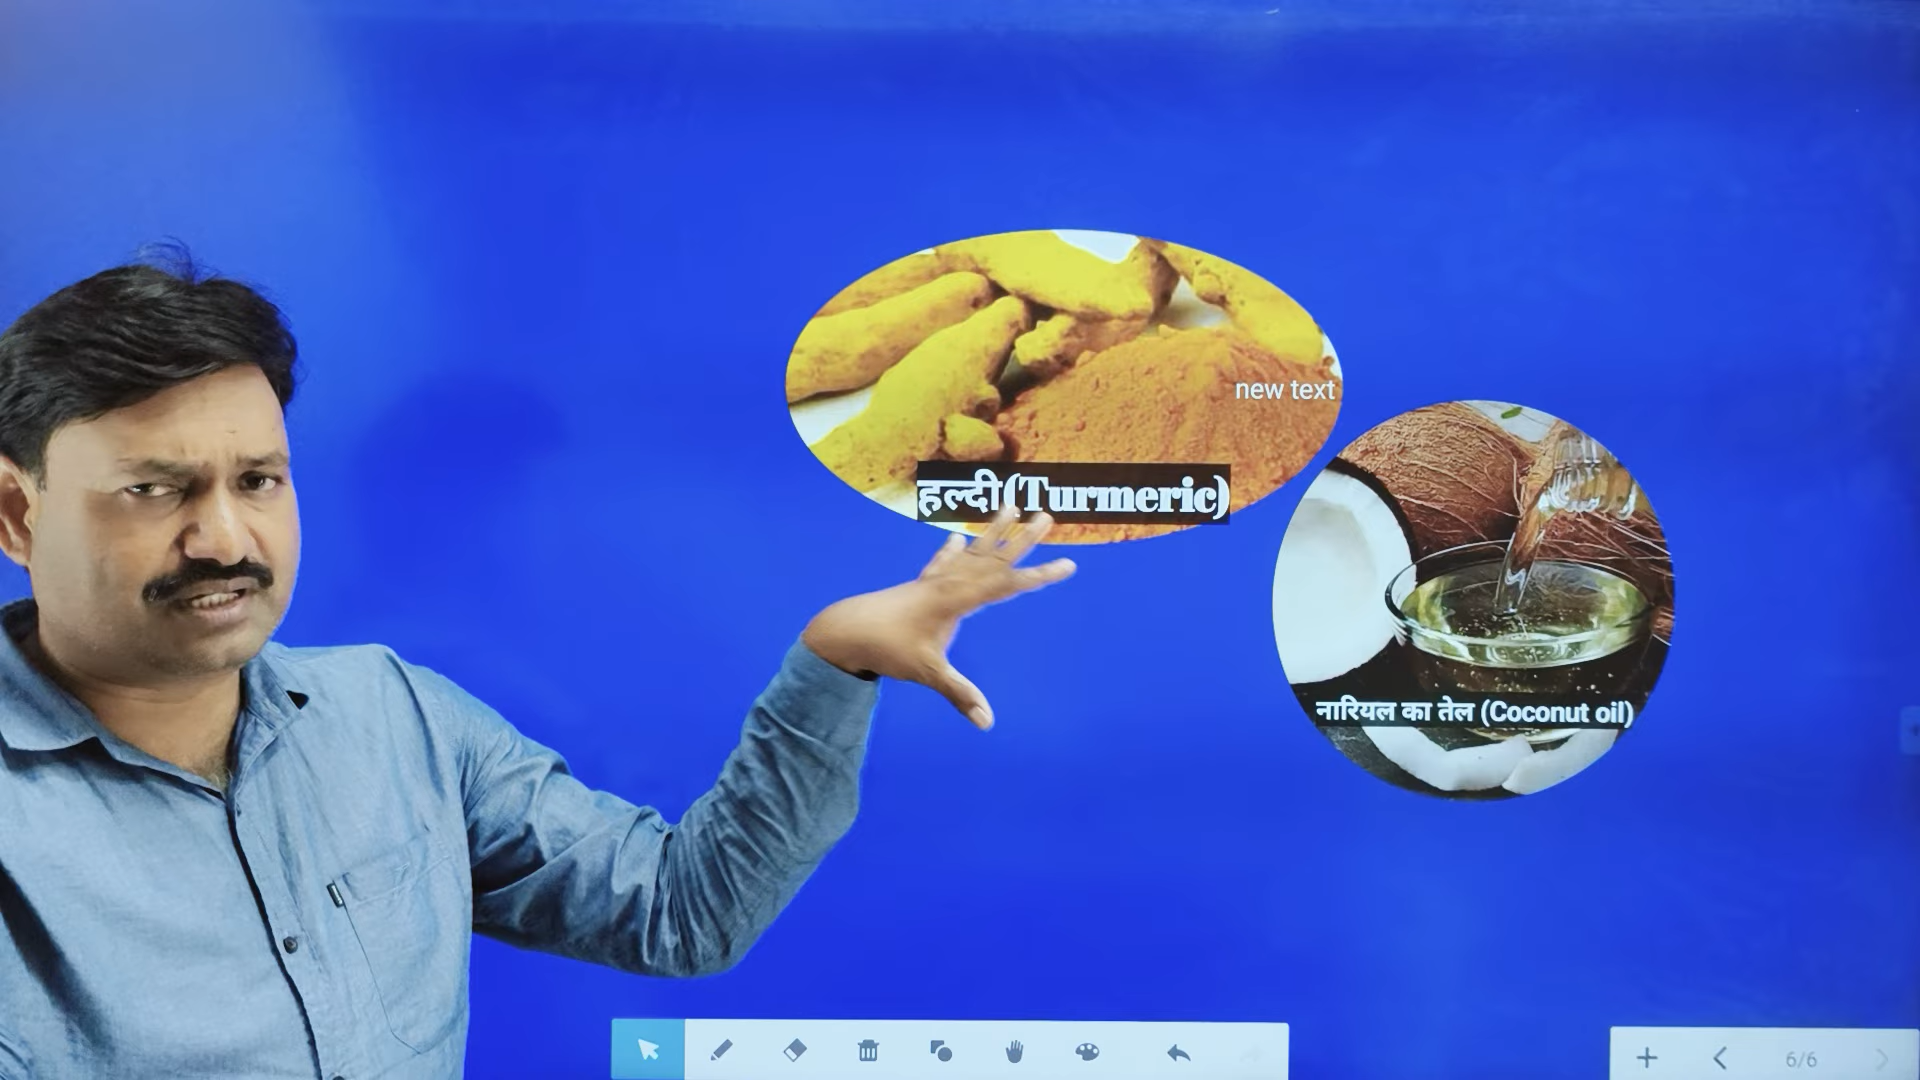 new text
हल्दी(Turmeric)
नारियल का तेल (Coconut oil)
6/6